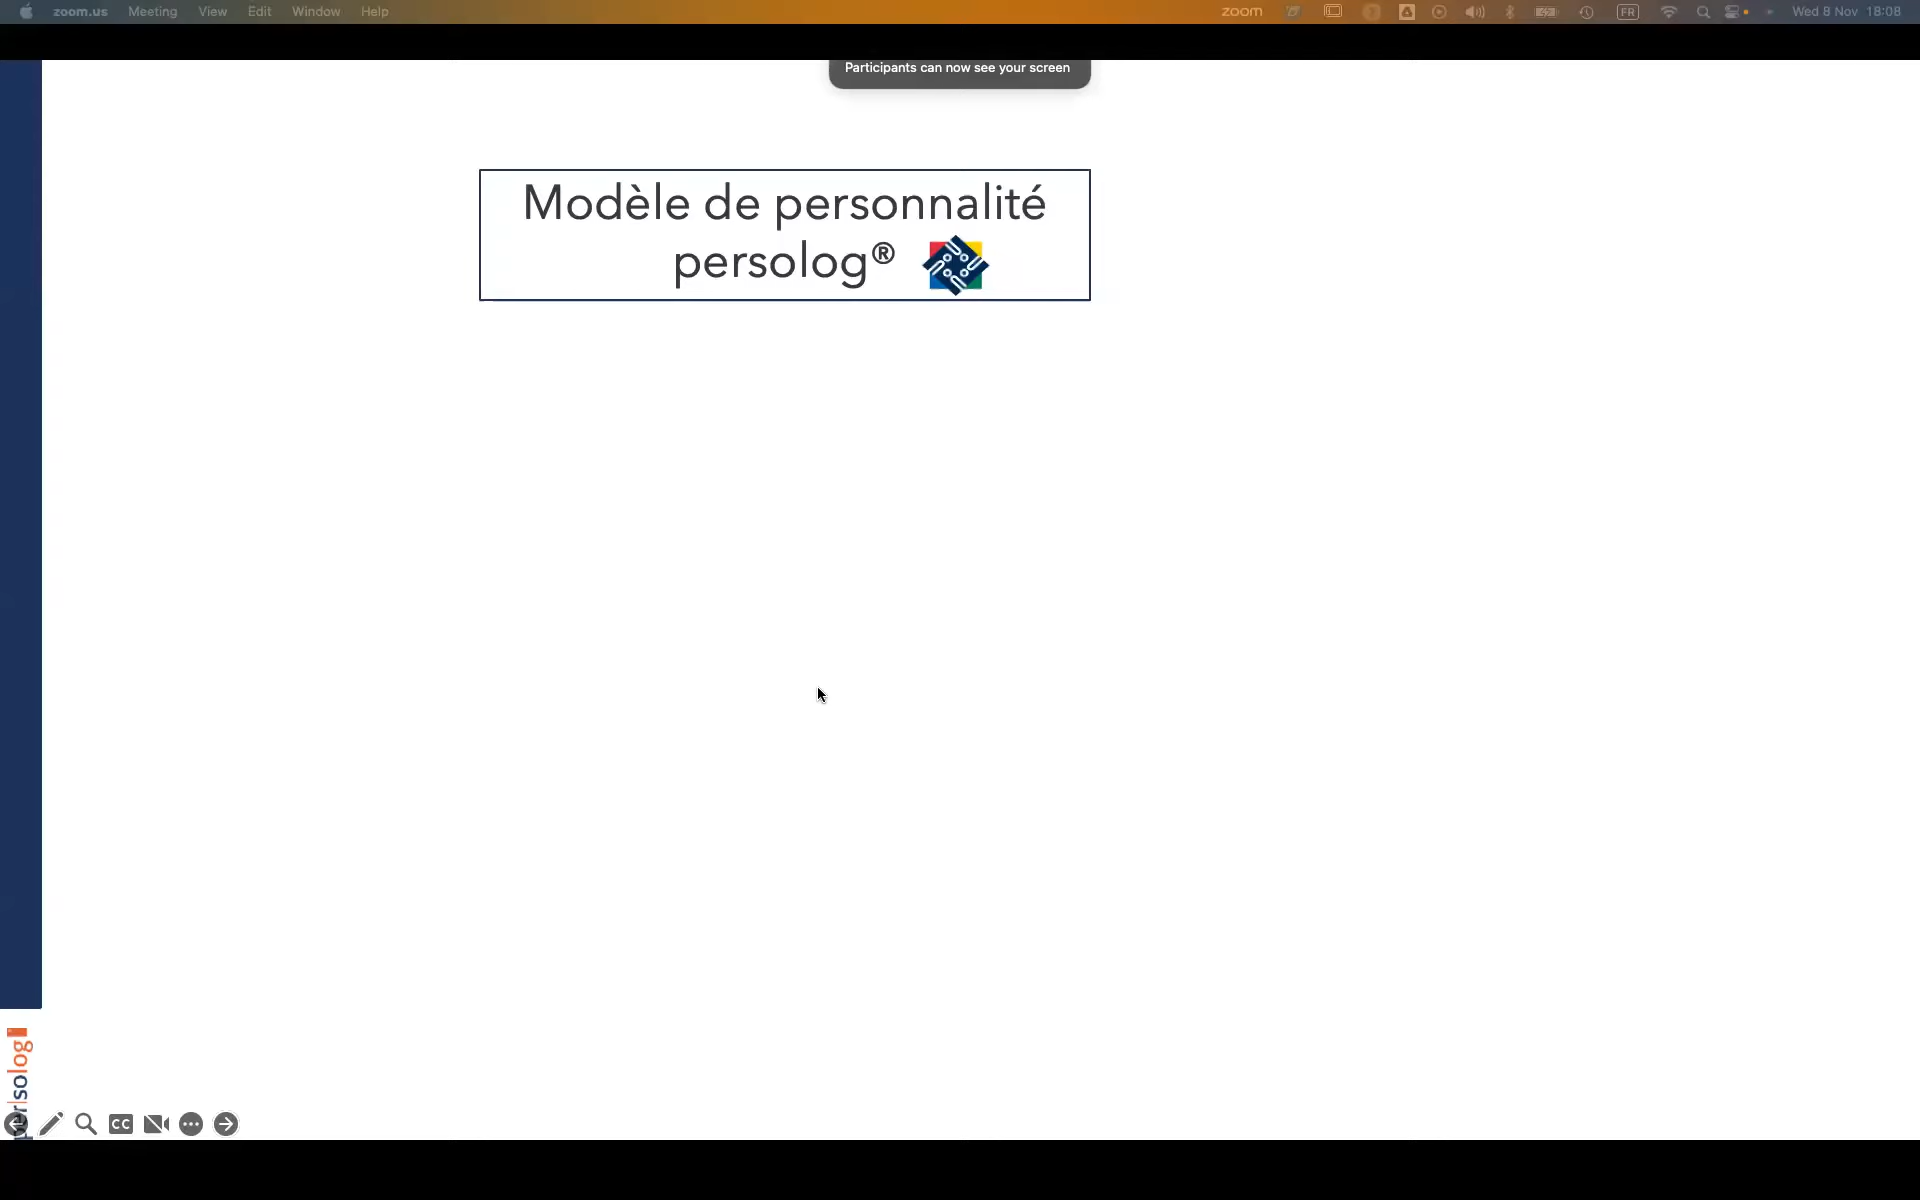 zoom.us Meeting View Edit Window Help zoom FR Wed 8 Nov 18:08
Participants can now see your screen
Modèle de personnalité
persolog®
persolog
CC